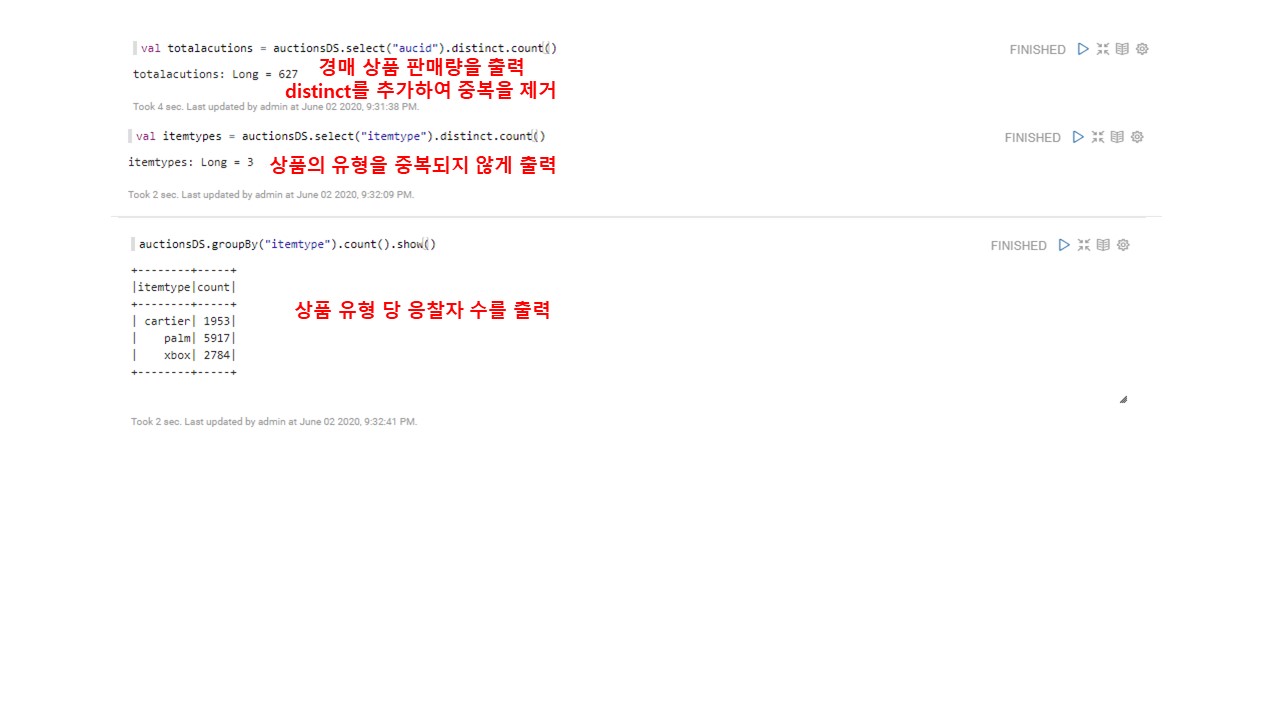 val totalacutions = auctionsDS.select("aucid").distinct.count()
FINISHED
totalacutions: Long = 627
경매 상품 판매량을 출력
distinct를 추가하여 중복을 제거
Took 4 sec. Last updated by admin at June 02 2020, 9:31:38 PM.
val itemtypes = auctionsDS.select("itemtype").distinct.count()
FINISHED
itemtypes: Long = 3
상품의 유형을 중복되지 않게 출력
Took 2 sec. Last updated by admin at June 02 2020, 9:32:09 PM.
auctionsDS.groupBy("itemtype").count().show()
FINISHED
+--------+-----+
|itemtype|count|
+--------+-----+
| cartier| 1953|
|    palm| 5917|
|    xbox| 2784|
+--------+-----+
상품 유형 당 응찰자 수를 출력
Took 2 sec. Last updated by admin at June 02 2020, 9:32:41 PM.